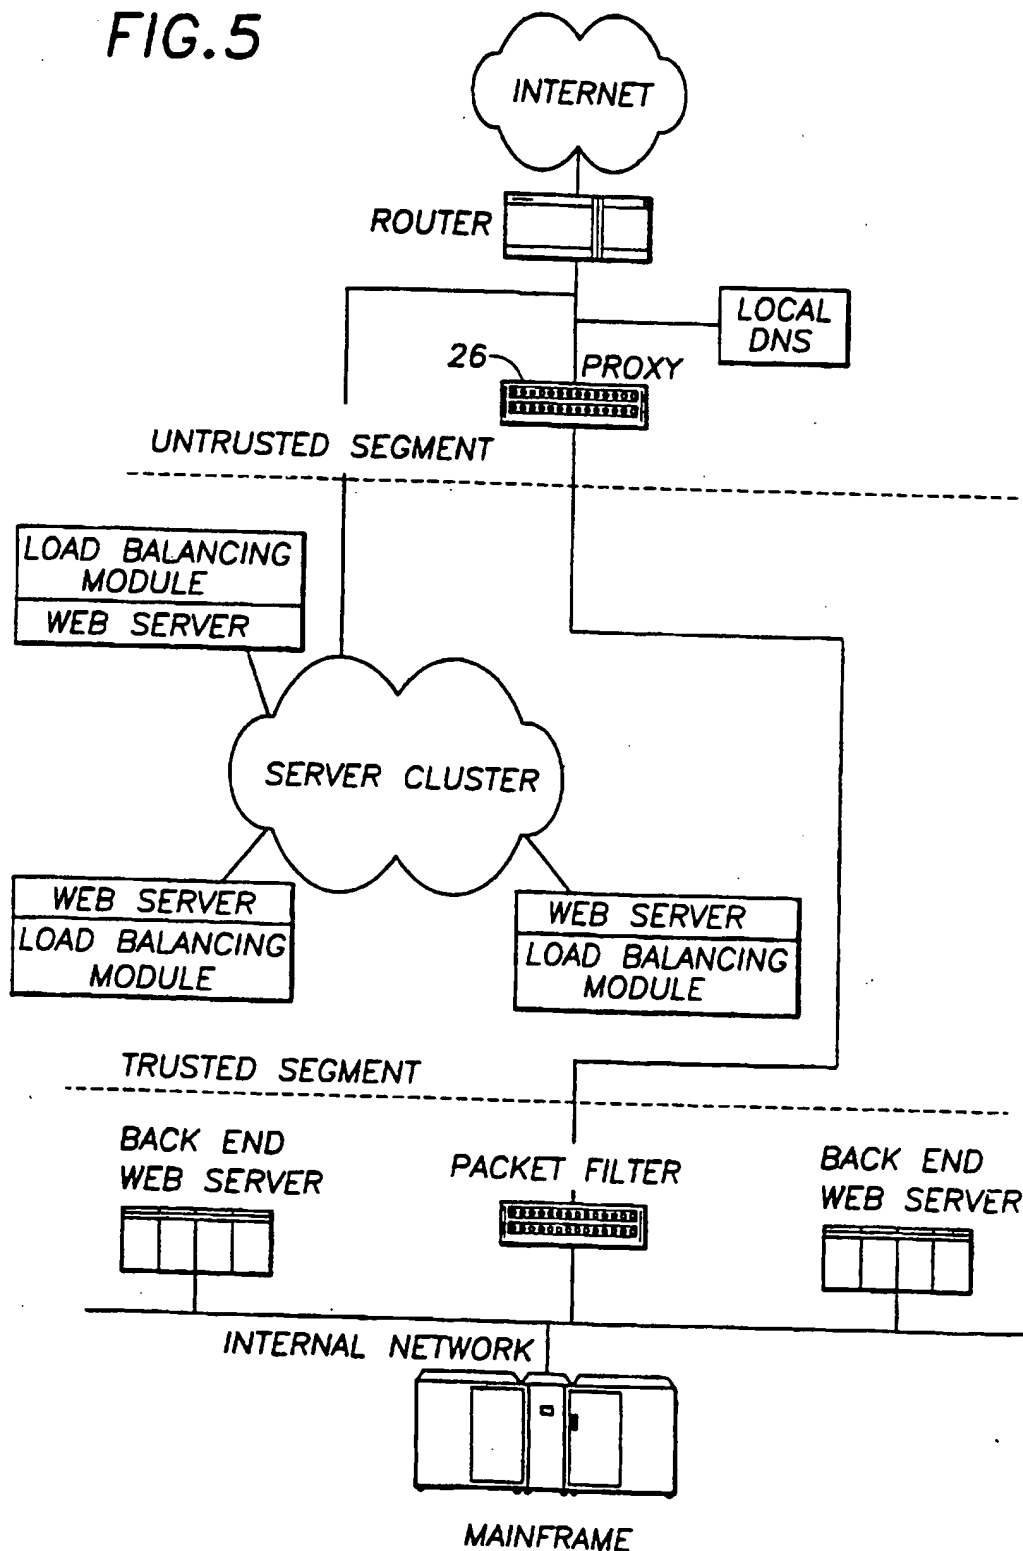 FIG.5
INTERNET
ROUTER
LOCAL
DNS
26
PROXY
UNTRUSTED SEGMENT
LOAD BALANCING
MODULE
WEB SERVER
SERVER CLUSTER
WEB SERVER
LOAD BALANCING
MODULE
WEB SERVER
LOAD BALANCING
MODULE
TRUSTED SEGMENT
BACK END
WEB SERVER
PACKET FILTER
BACK END
WEB SERVER
INTERNAL NETWORK
MAINFRAME